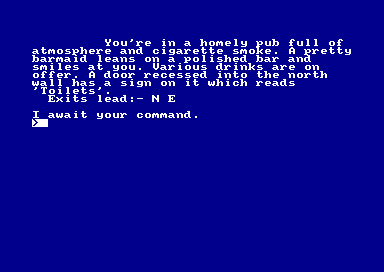 You're in a homely pub full of
atmosphere and cigarette smoke. A pretty
barmaid leans on a polished bar and
smiles at you. Various drinks are on
offer. A door recessed into the north
wall has a sign on it which reads
'Toilets'.
Exits lead:- N E
I await your command.
>